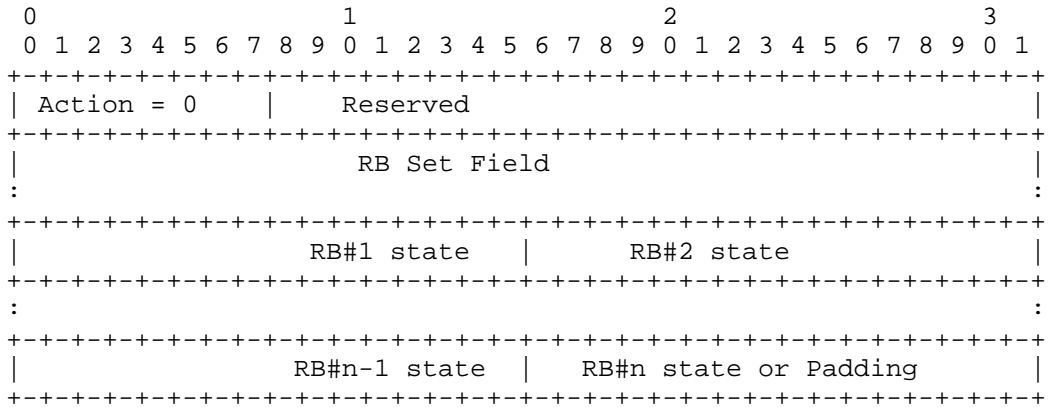 0 1 2 3
0 1 2 3 4 5 6 7 8 9 0 1 2 3 4 5 6 7 8 9 0 1 2 3 4 5 6 7 8 9 0 1
+-+-+-+-+-+-+-+-+-+-+-+-+-+-+-+-+-+-+-+-+-+-+-+-+-+-+-+-+-+-+-+-+
| Action = 0 | Reserved |
+-+-+-+-+-+-+-+-+-+-+-+-+-+-+-+-+-+-+-+-+-+-+-+-+-+-+-+-+-+-+-+-+
| RB Set Field |
: :
+-+-+-+-+-+-+-+-+-+-+-+-+-+-+-+-+-+-+-+-+-+-+-+-+-+-+-+-+-+-+-+-+
| RB#1 state | RB#2 state |
+-+-+-+-+-+-+-+-+-+-+-+-+-+-+-+-+-+-+-+-+-+-+-+-+-+-+-+-+-+-+-+-+
: :
+-+-+-+-+-+-+-+-+-+-+-+-+-+-+-+-+-+-+-+-+-+-+-+-+-+-+-+-+-+-+-+-+
| RB#n-1 state | RB#n state or Padding |
+-+-+-+-+-+-+-+-+-+-+-+-+-+-+-+-+-+-+-+-+-+-+-+-+-+-+-+-+-+-+-+-+